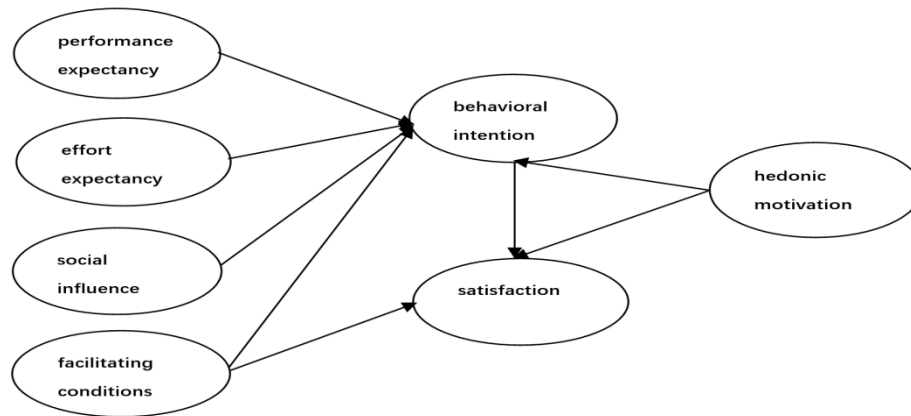 performance
expectancy
behavioral
intention
effort
expectancy
hedonic
motivation
social
influence
satisfaction
facilitating
conditions